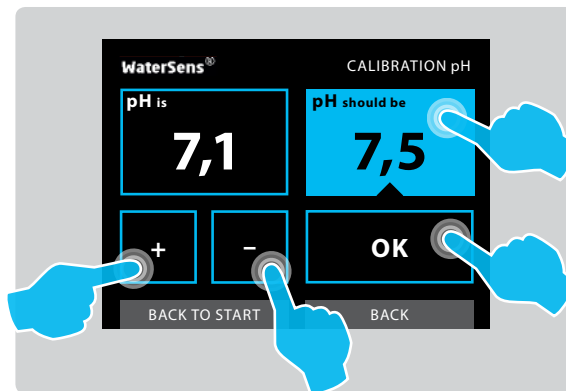 WaterSens®
CALIBRATION pH
pH is
7,1
pH should be
7,5
+
–
OK
BACK TO START
BACK